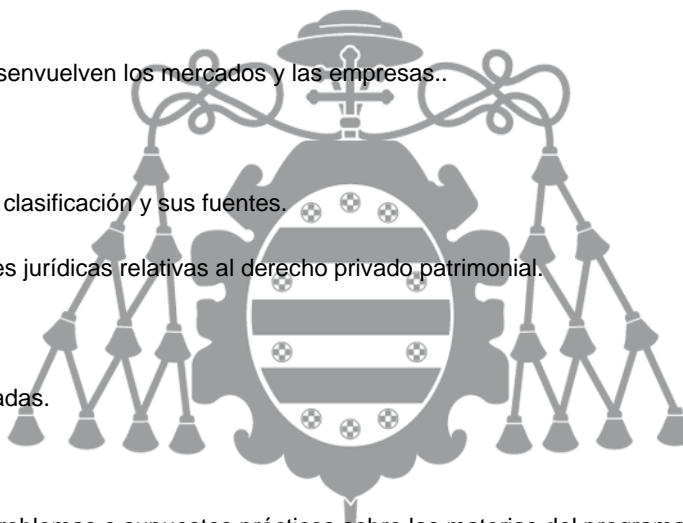 senvuelven los mercados y las empresas..
clasificación y sus fuentes.
es jurídicas relativas al derecho privado patrimonial.
adas.
roblemas o supuestos prácticos sobre las materias del programa